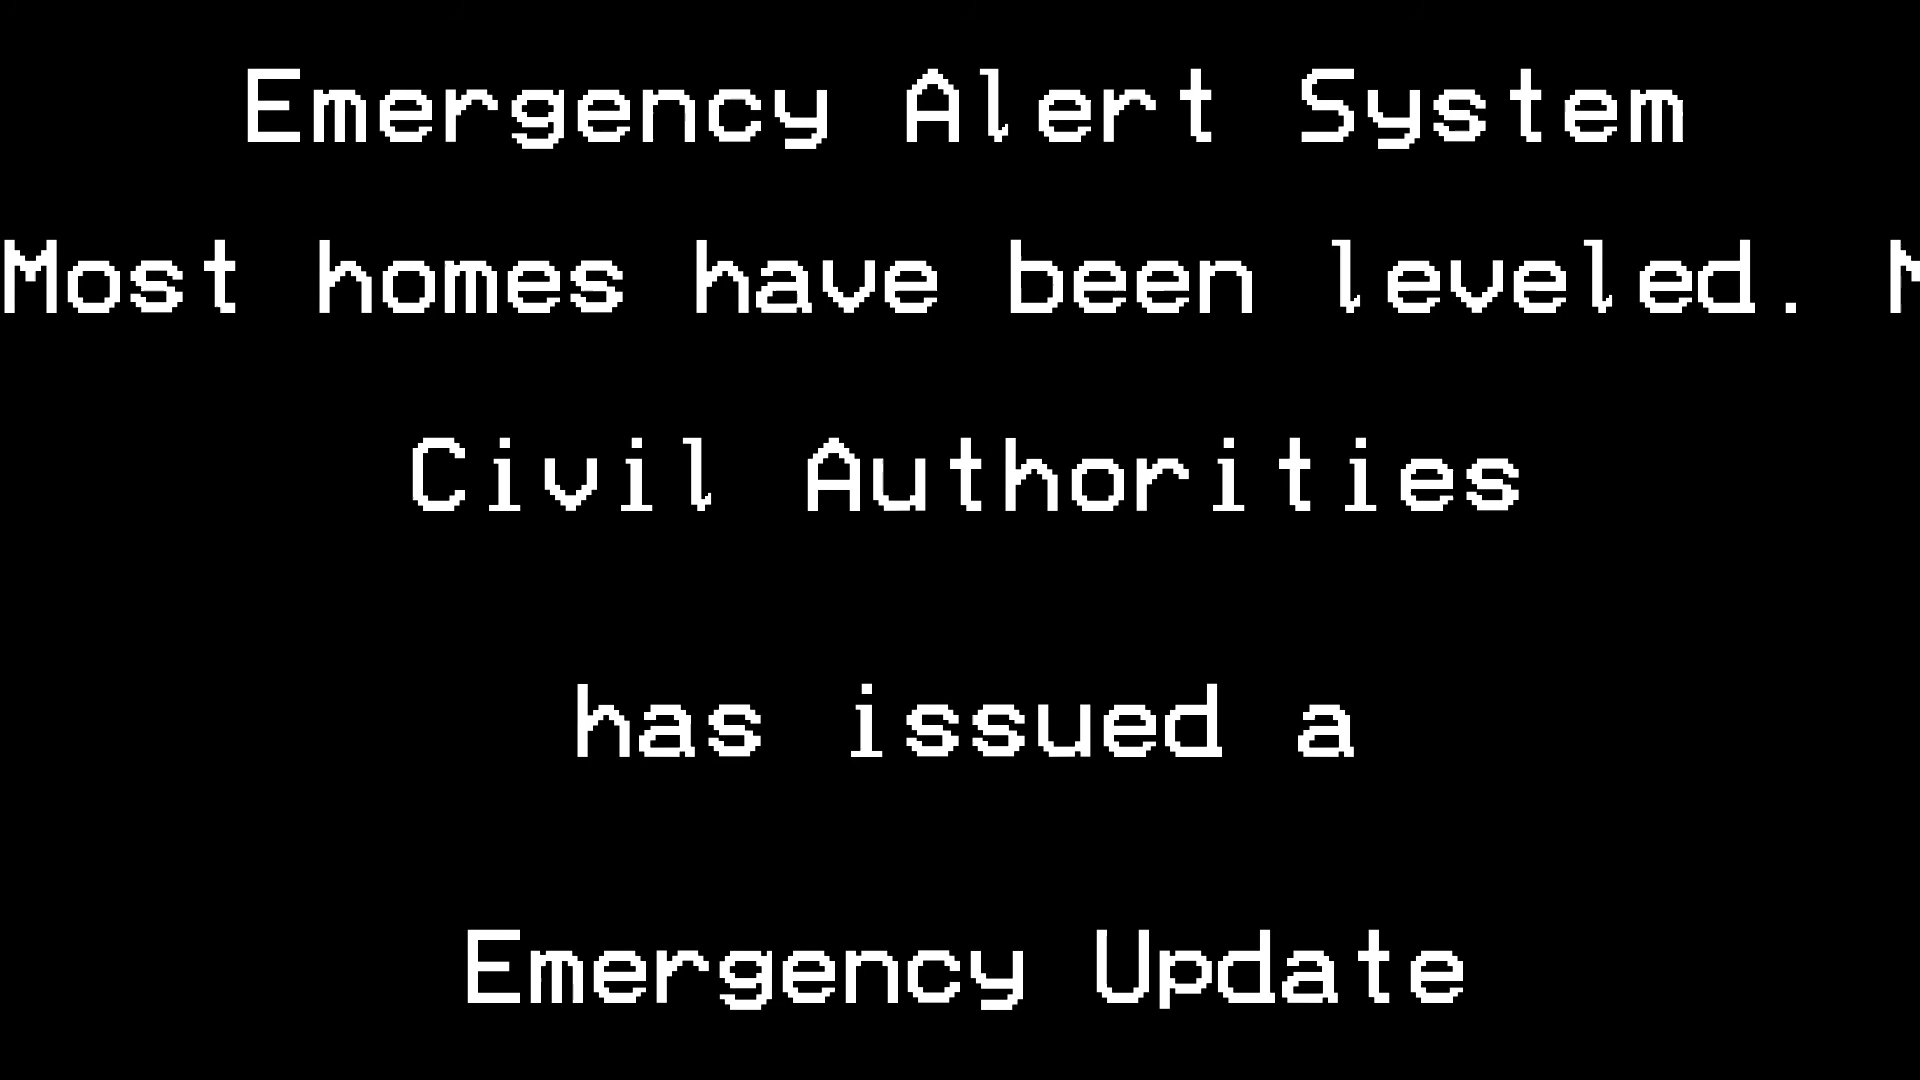 Emergency Alert System
Most homes have been leveled.
Civil Authorities
has issued a
Emergency Update